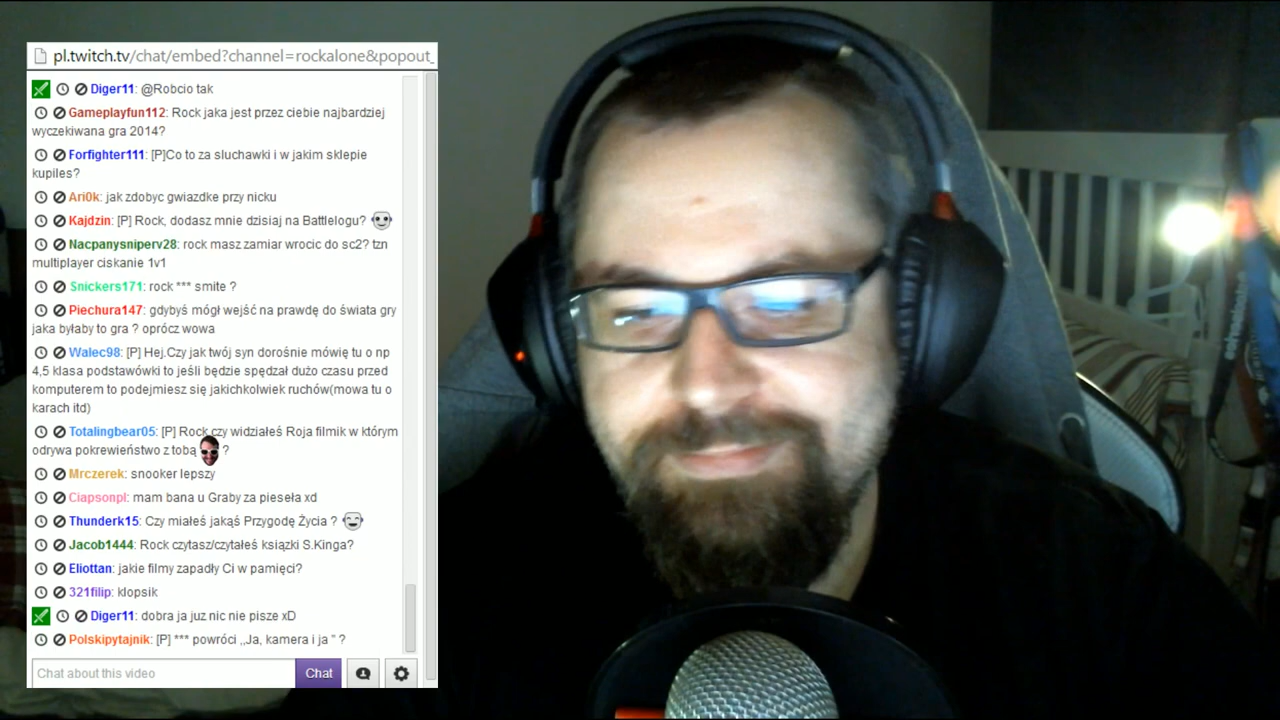 pl.twitch.tv/chat/embed?channel=rockalone&popout_
Diger11: @Robcio tak
Gameplayfun112: Rock jaka jest przez ciebie najbardziej
wyczekiwana gra 2014?
Forfighter111: [P]Co to za sluchawki i w jakim sklepie
kupiles?
Ari0k: jak zdobyc gwiazdke przy nicku
Kajdzin: [P] Rock, dodasz mnie dzisiaj na Battlelogu?
Nacpanysniperv28: rock masz zamiar wrocic do sc2? tzn
multiplayer ciskanie 1v1
Snickers171: rock *** smite ?
Piechura147: gdybyś mógł wejść na prawdę do świata gry
jaka byłaby to gra ? oprócz wowa
Walec98: [P] Hej.Czy jak twój syn dorośnie mówię tu o np
4,5 klasa podstawówki to jeśli będzie spędzał dużo czasu przed
komputerem to podejmiesz się jakichkolwiek ruchów(mowa tu o
karach itd)
Totalingbear05: [P] Rock czy widziałeś Roja filmik w którym
odrywa pokrewieństwo z tobą ?
Mrczerek: snooker lepszy
Ciapsonpl: mam bana u Graby za pieseła xd
Thunderk15: Czy miałeś jakąś Przygodę Życia ?
Jacob1444: Rock czytasz/czytałeś książki S.Kinga?
Eliottan: jakie filmy zapadły Ci w pamięci?
321filip: klopsik
Diger11: dobra ja juz nic nie pisze xD
Polskipytajnik: [P] *** powróci ,,Ja, kamera i ja " ?
Chat about this video
Chat